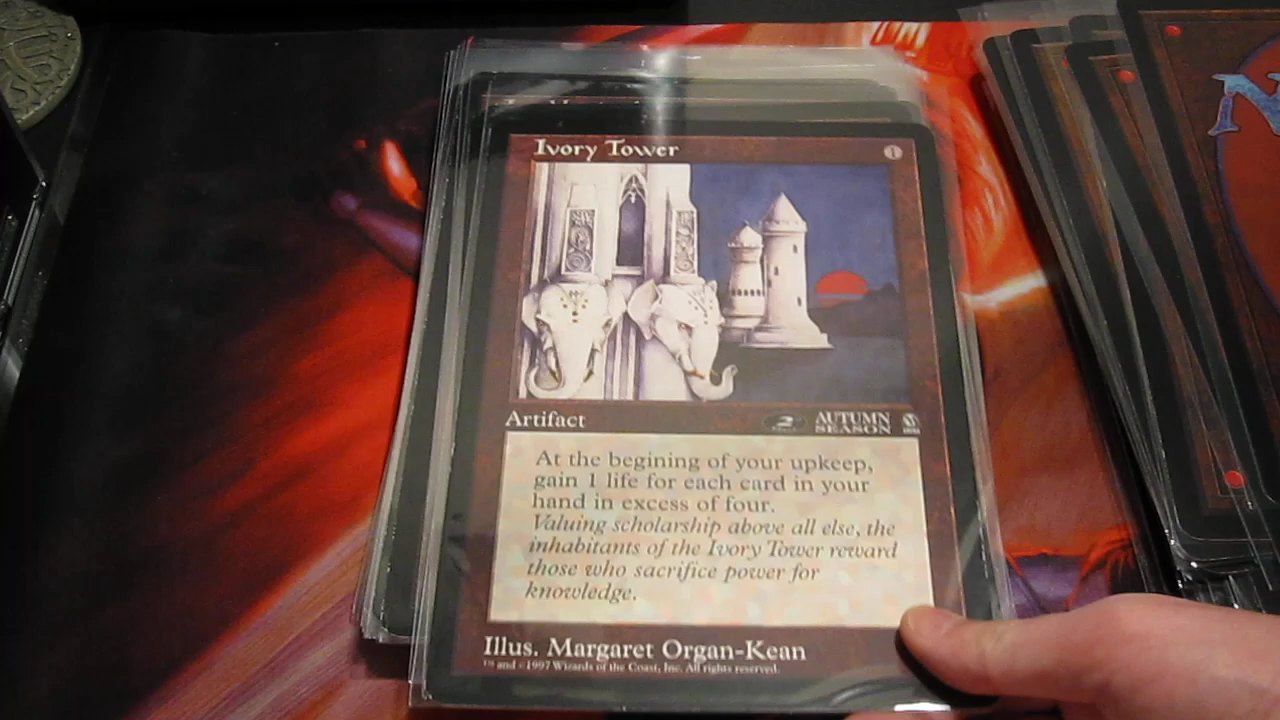 Ivory Tower 1
Artifact 2 AUTUMN
SEASON
At the begining of your upkeep,
gain 1 life for each card in your
hand in excess of four.
Valuing scholarship above all else, the
inhabitants of the Ivory Tower reward
those who sacrifice power for
knowledge.
Illus. Margaret Organ-Kean
™ and ©1997 Wizards of the Coast, Inc. All rights reserved.
N